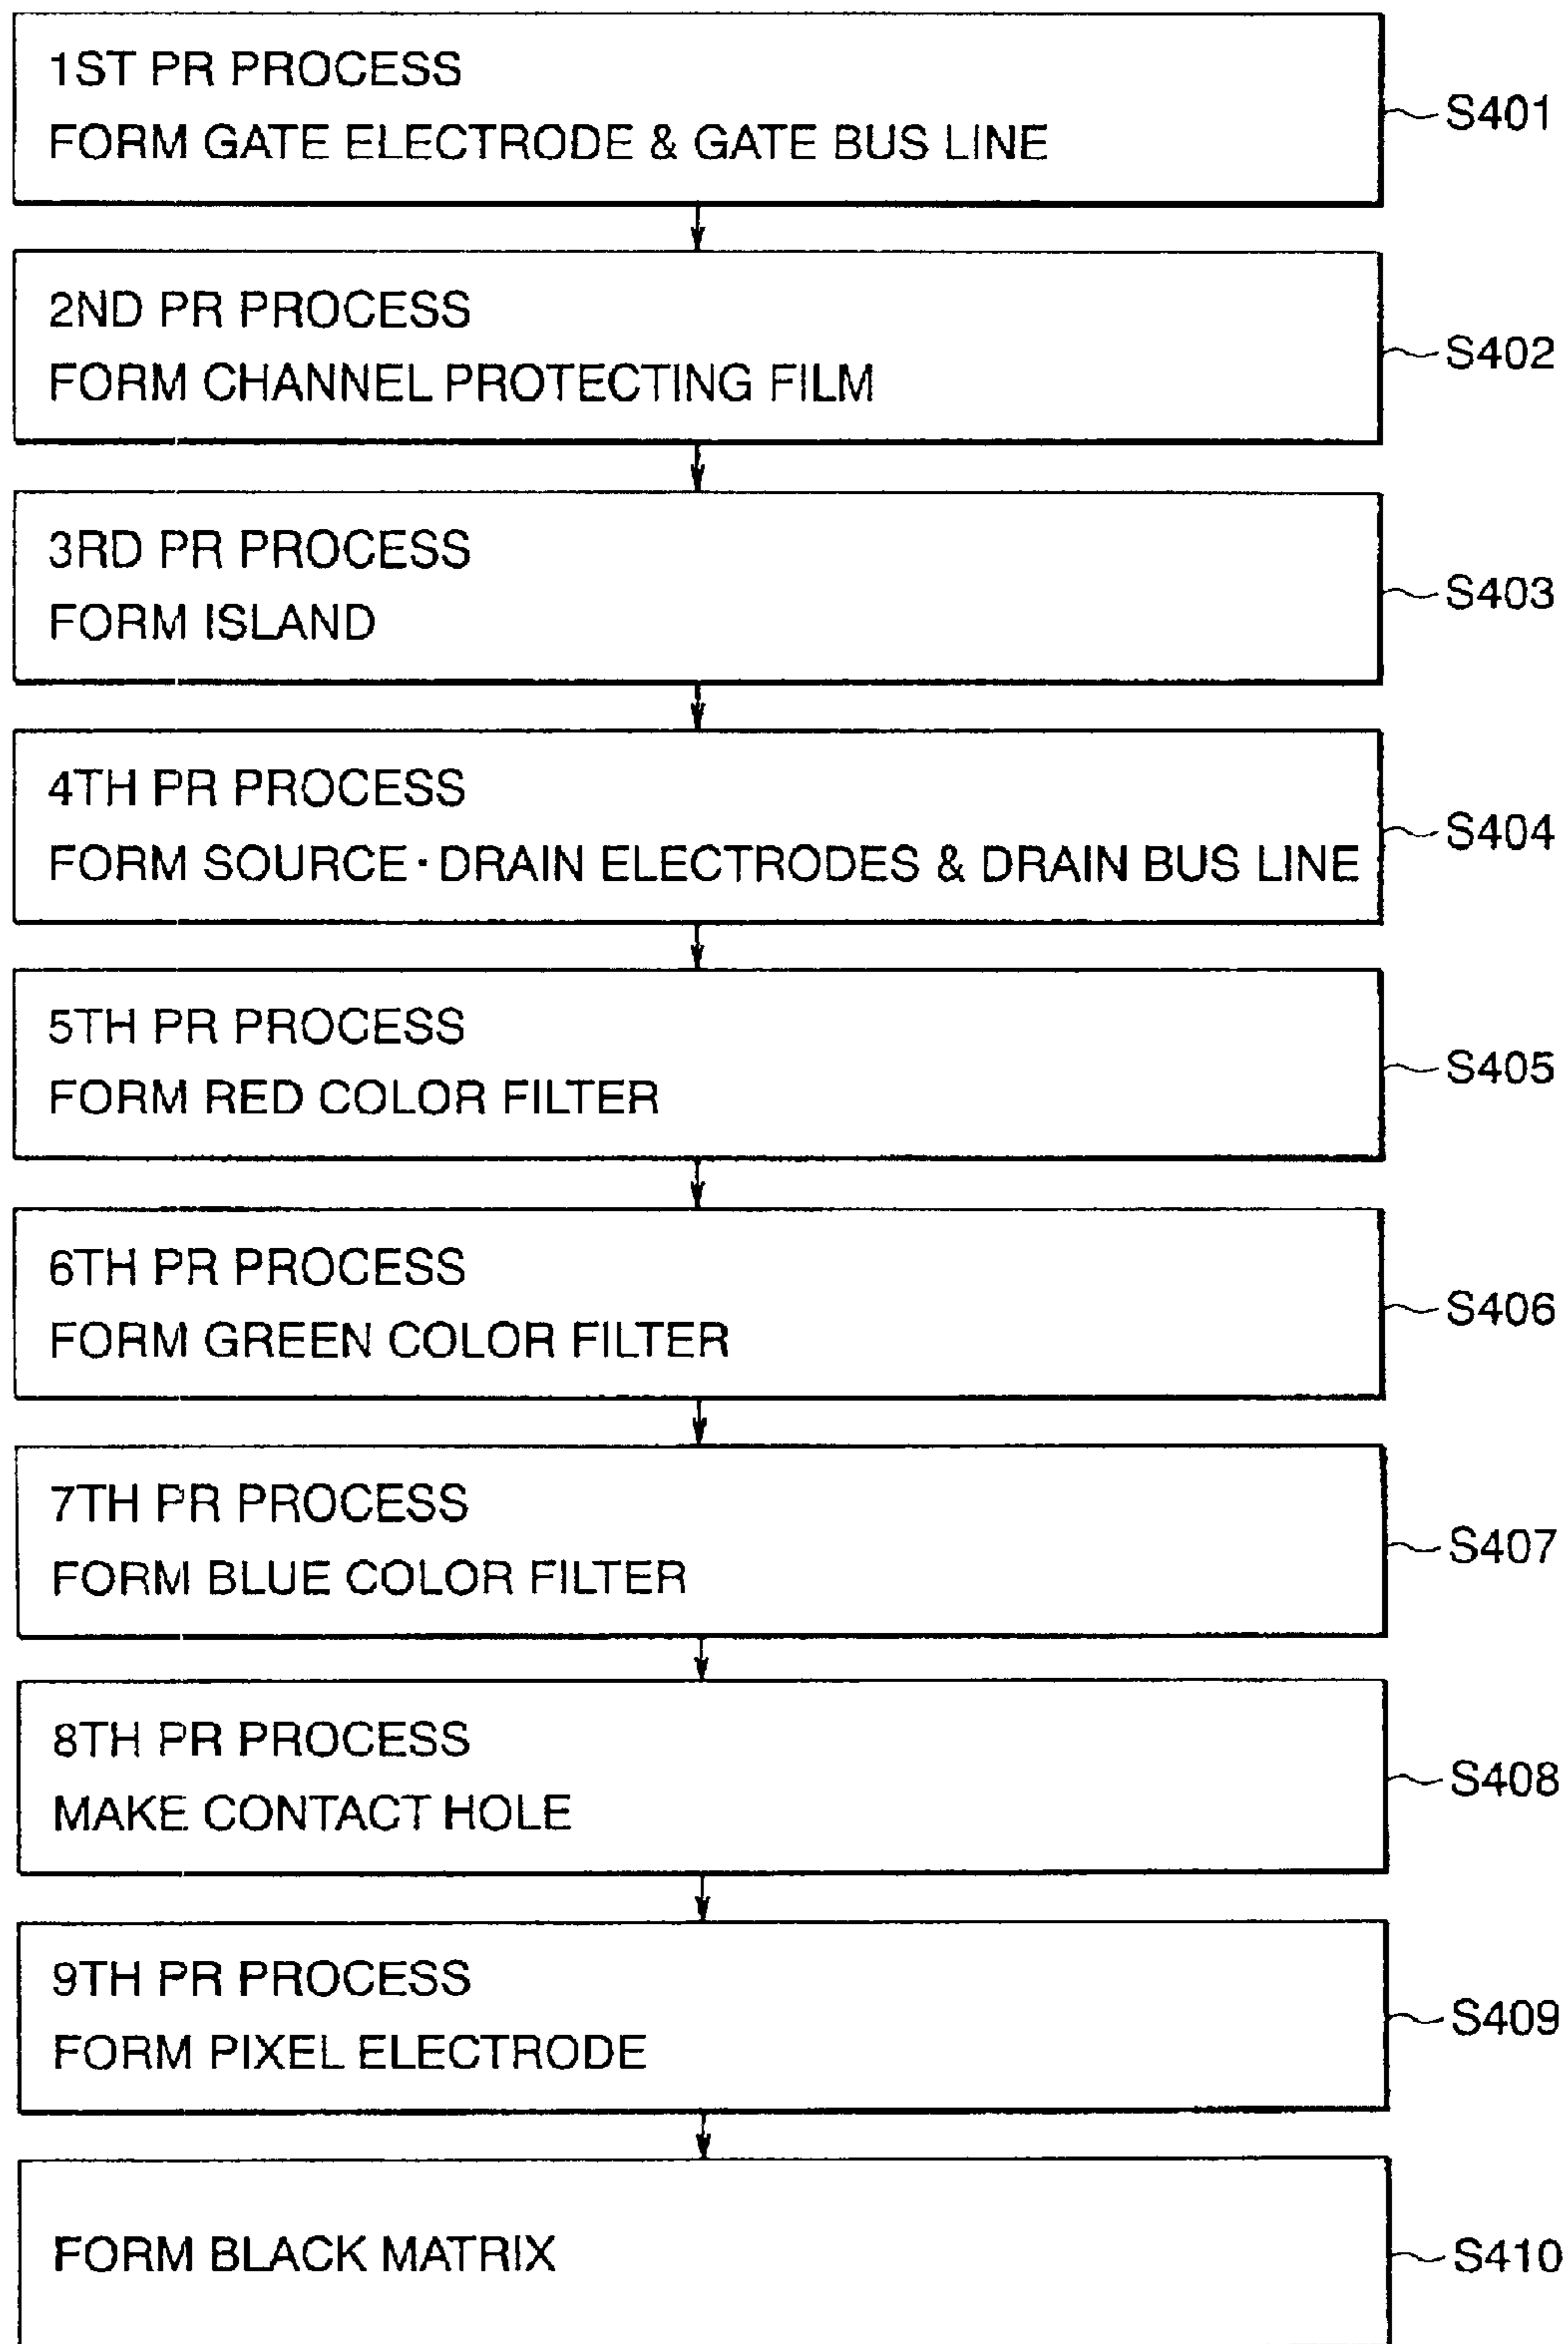 1ST PR PROCESS
FORM GATE ELECTRODE & GATE BUS LINE
S401
2ND PR PROCESS
FORM CHANNEL PROTECTING FILM
S402
3RD PR PROCESS
FORM ISLAND
S403
4TH PR PROCESS
FORM SOURCE・DRAIN ELECTRODES & DRAIN BUS LINE
S404
5TH PR PROCESS
FORM RED COLOR FILTER
S405
6TH PR PROCESS
FORM GREEN COLOR FILTER
S406
7TH PR PROCESS
FORM BLUE COLOR FILTER
S407
8TH PR PROCESS
MAKE CONTACT HOLE
S408
9TH PR PROCESS
FORM PIXEL ELECTRODE
S409
FORM BLACK MATRIX
S410